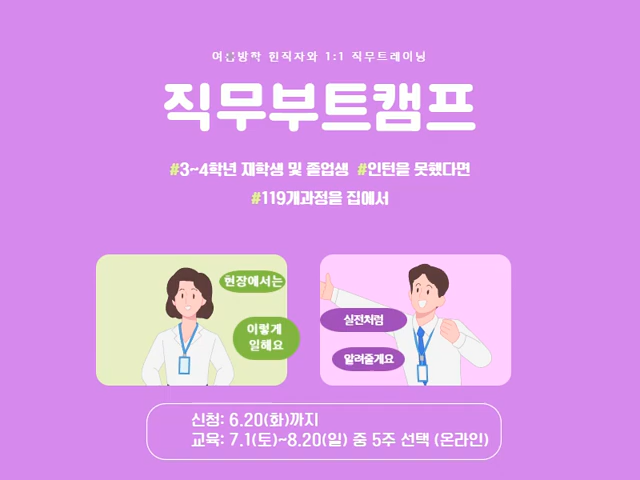 여름방학 현직자와 1:1 직무트레이닝
직무부트캠프
#3~4학년 재학생 및 졸업생 #인턴을 못했다면
#119개과정을 집에서
현장에서는
이렇게
일해요
실전처럼
알려줄게요
신청: 6.20(화)까지
교육: 7.1(토)~8.20(일) 중 5주 선택 (온라인)